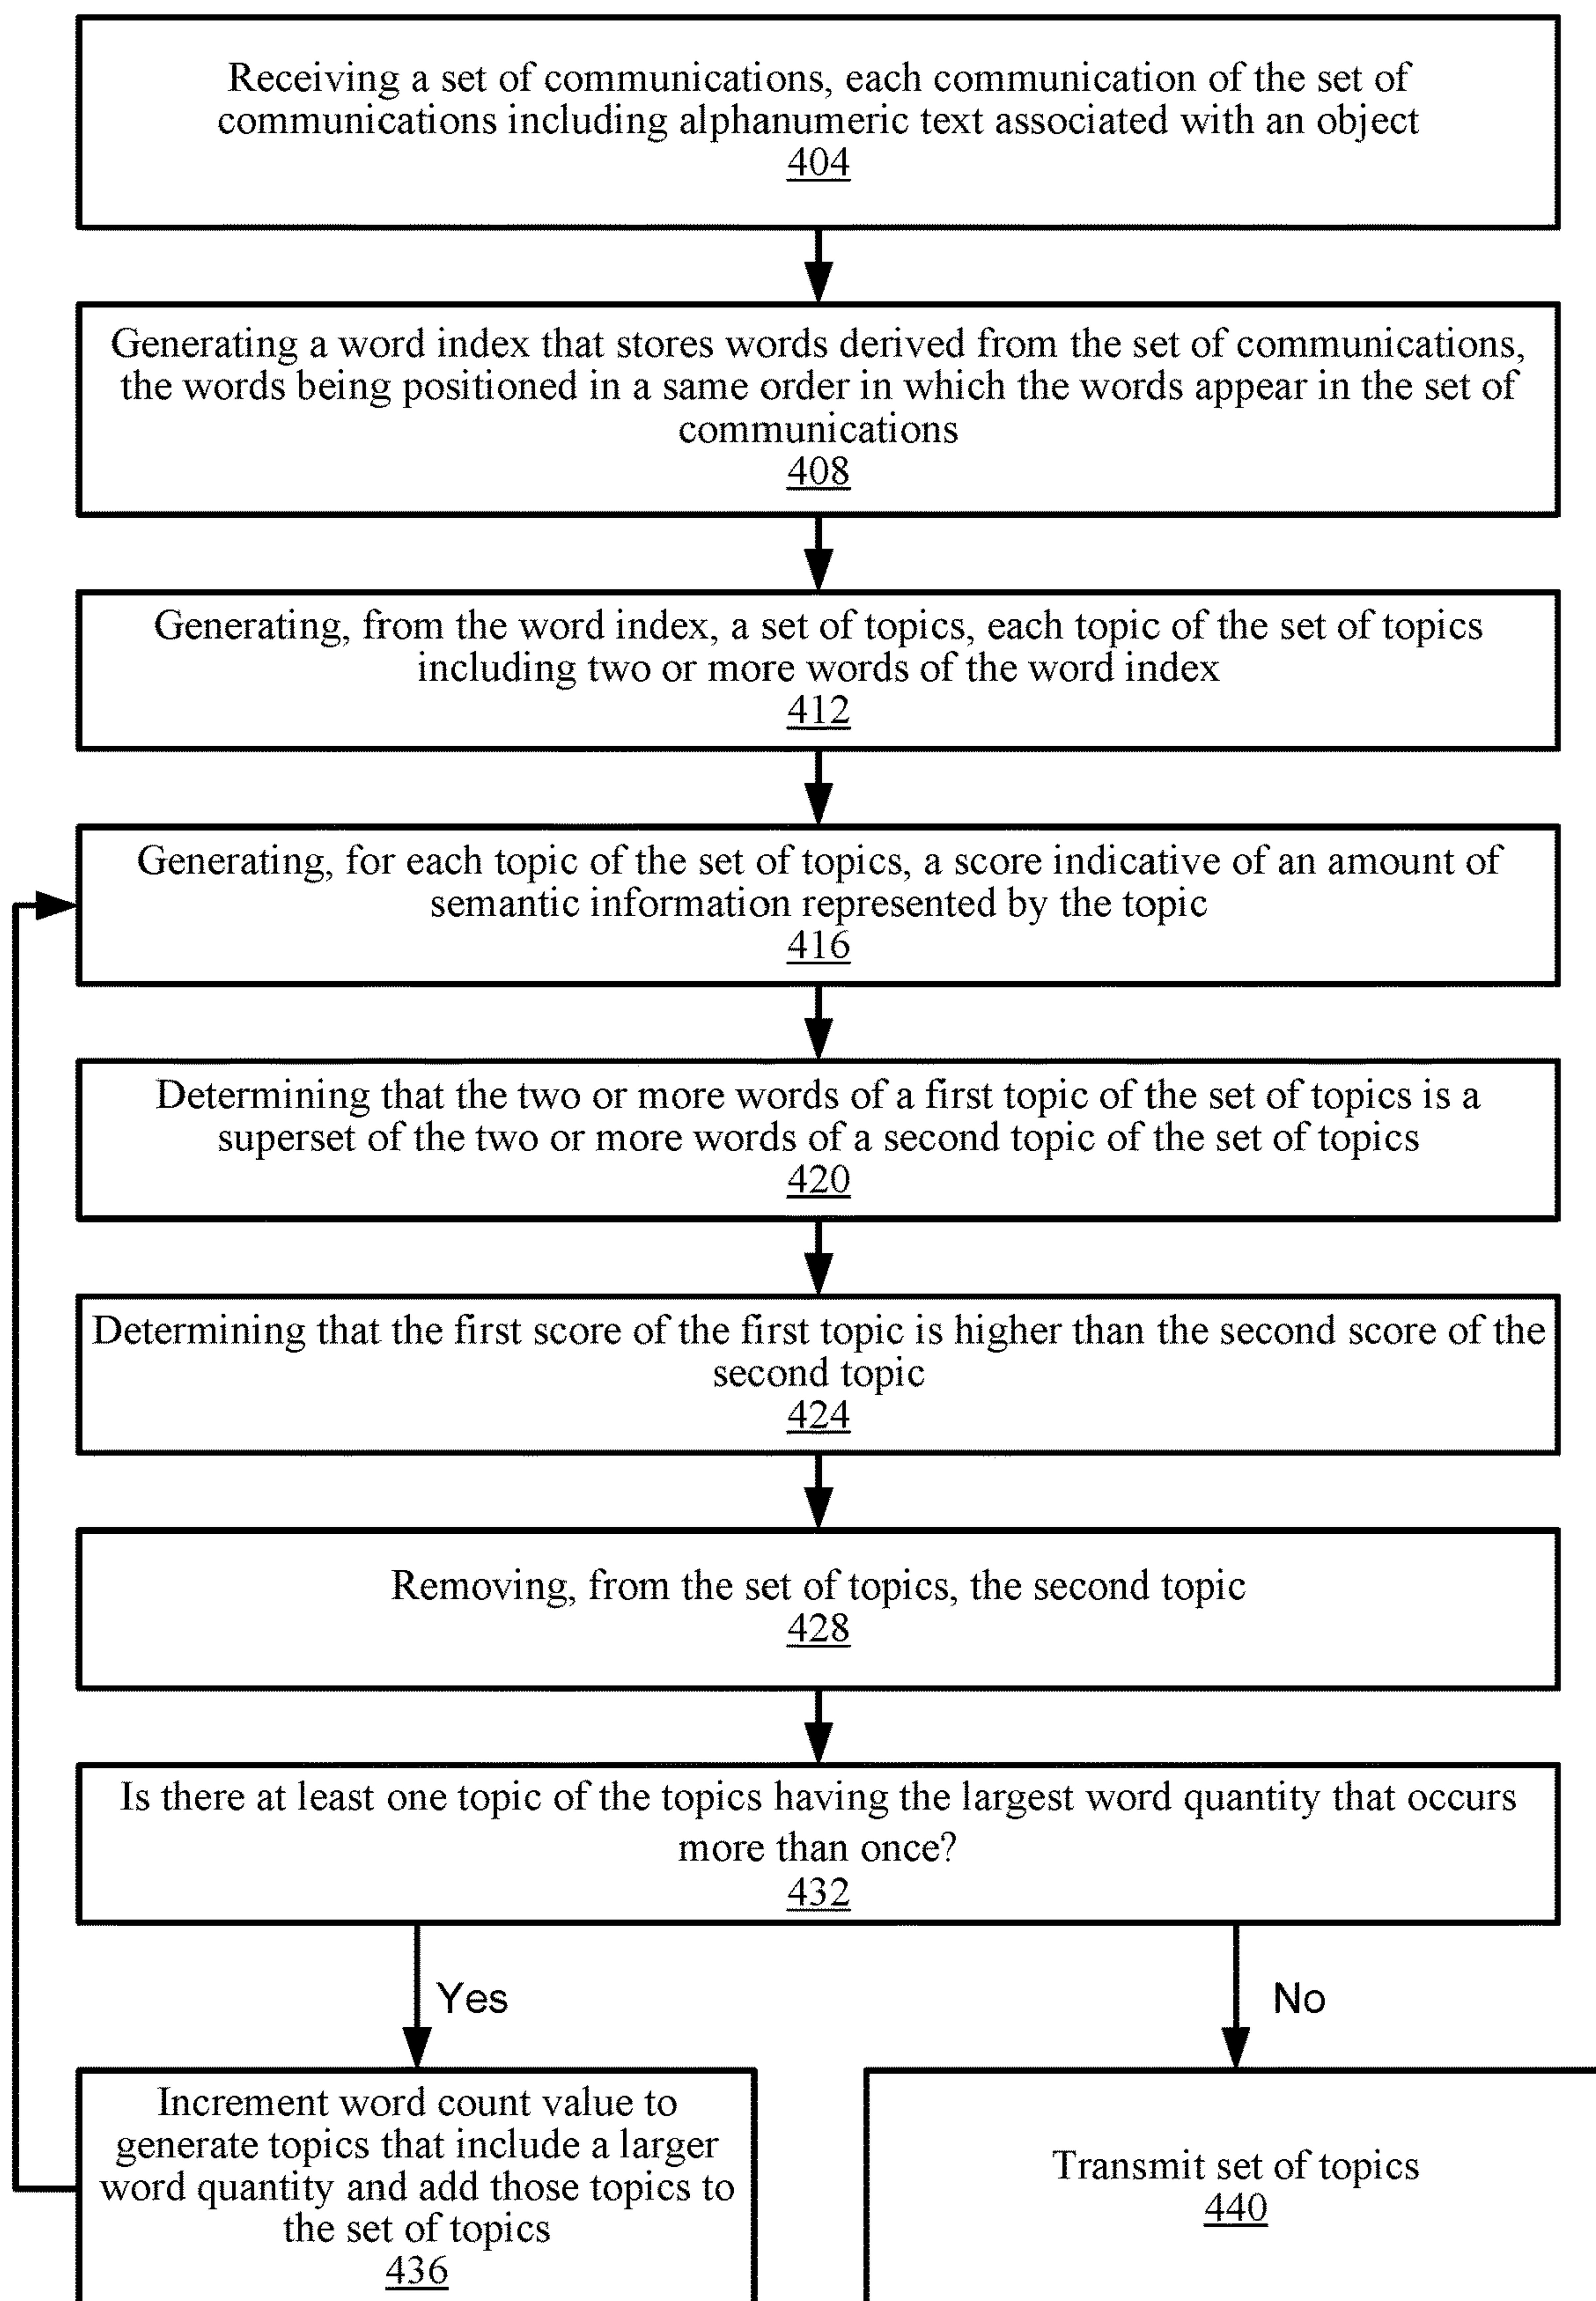 Receiving a set of communications, each communication of the set of
communications including alphanumeric text associated with an object
404
Generating a word index that stores words derived from the set of communications,
the words being positioned in a same order in which the words appear in the set of
communications
408
Generating, from the word index, a set of topics, each topic of the set of topics
including two or more words of the word index
412
Generating, for each topic of the set of topics, a score indicative of an amount of
semantic information represented by the topic
416
Determining that the two or more words of a first topic of the set of topics is a
superset of the two or more words of a second topic of the set of topics
420
Determining that the first score of the first topic is higher than the second score of the
second topic
424
Removing, from the set of topics, the second topic
428
Is there at least one topic of the topics having the largest word quantity that occurs
more than once?
432
Yes
No
Increment word count value to
generate topics that include a larger
word quantity and add those topics to
the set of topics
436
Transmit set of topics
440